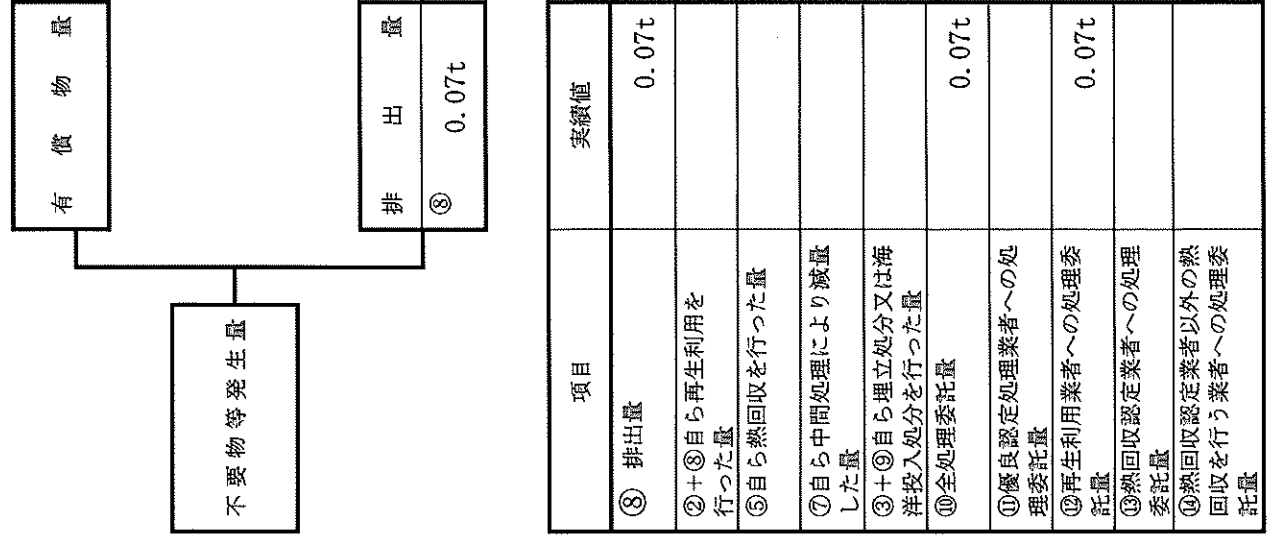 有償物量
不要物等発生量
排出量
⑧ 0.07t
項目 実績値
⑧ 排出量 0.07t
②+⑧自ら再生利用を
行った量
⑤自ら熱回収を行った量
⑦自ら中間処理により減量
した量
③+⑨自ら埋立処分又は海
洋投入処分を行った量
⑩全処理委託量 0.07t
⑪優良認定処理業者への処
理委託量
⑫再生利用業者への処理委
託量 0.07t
⑬熱回収認定業者への処理
委託量
⑭熱回収認定業者以外の熱
回収を行う業者への処理委
託量